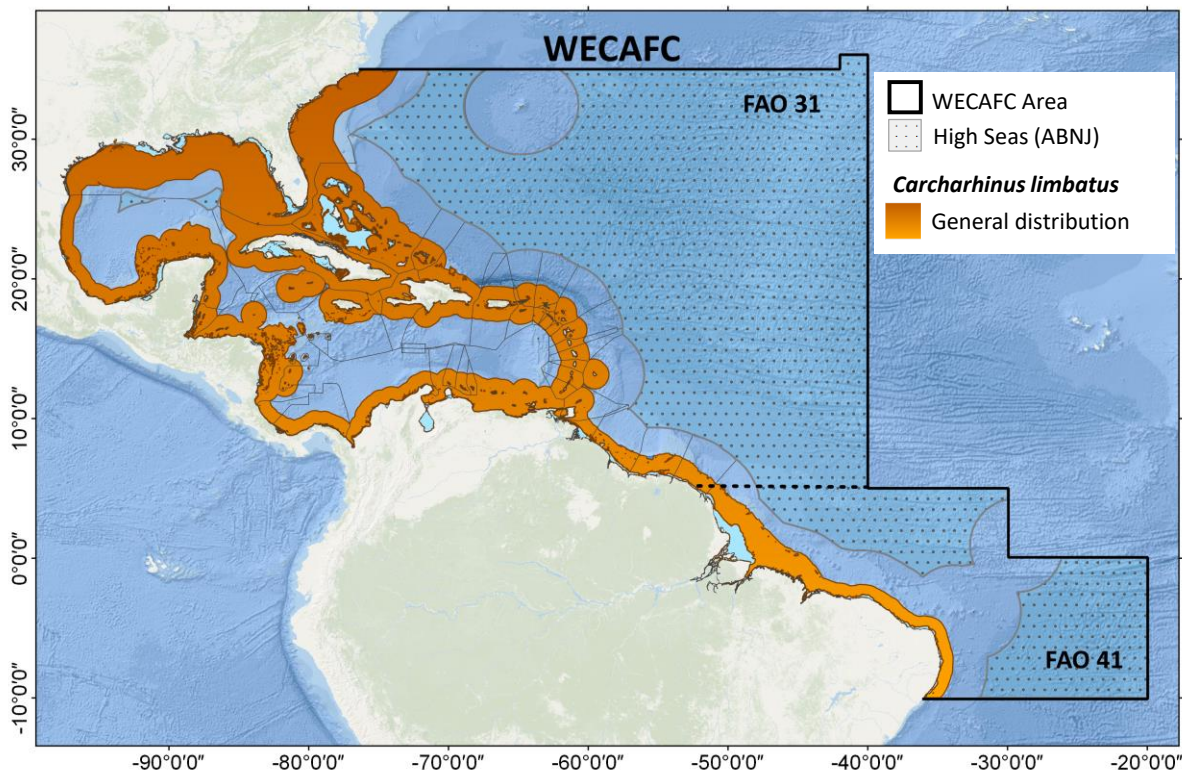 WECAFC
FAO 31
WECAFC Area
High Seas (ABNJ)
Carcharhinus limbatus
General distribution
FAO 41
30°0'0"
20°0'0"
10°0'0"
0°0'0"
-10°0'0"
-90°0'0"
-80°0'0"
-70°0'0"
-60°0'0"
-50°0'0"
-40°0'0"
-30°0'0"
-20°0'0"